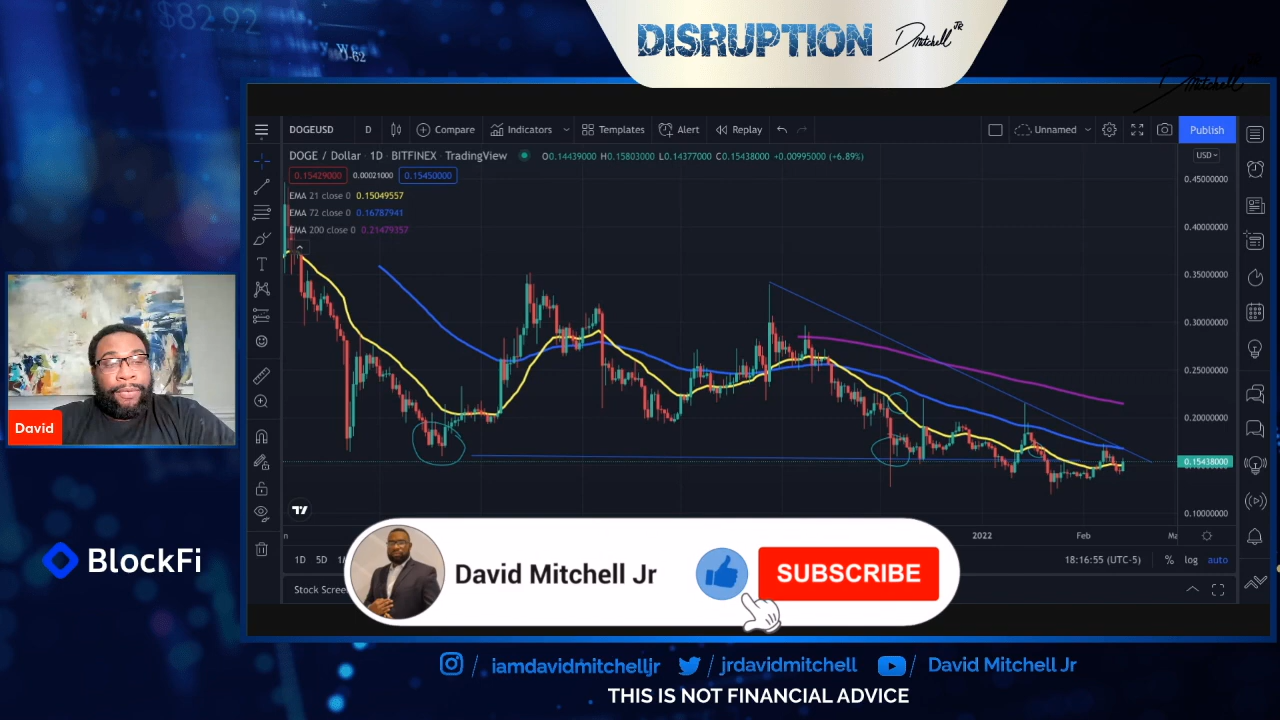 $82.92
DISRUPTION
DMitchell JR
DOGEUSD D Compare Indicators Templates Alert Replay Unnamed Publish
DOGE / Dollar · 1D · BITFINEX · TradingView O0.14439000 H0.15803000 L0.14377000 C0.15438000 +0.00995000 (+6.89%)
USD
0.15429000 0.00021000 0.15450000
EMA 21 close 0 0.15049557
EMA 72 close 0 0.16787941
EMA 200 close 0 0.21479357
0.45000000
0.40000000
0.35000000
0.30000000
0.25000000
0.20000000
0.15438000
0.10000000
2022 Feb
1D 5D
18:16:55 (UTC-5) % log auto
Stock Scree
David
BlockFi
David Mitchell Jr SUBSCRIBE
/ iamdavidmitchelljr / jrdavidmitchell / David Mitchell Jr
THIS IS NOT FINANCIAL ADVICE